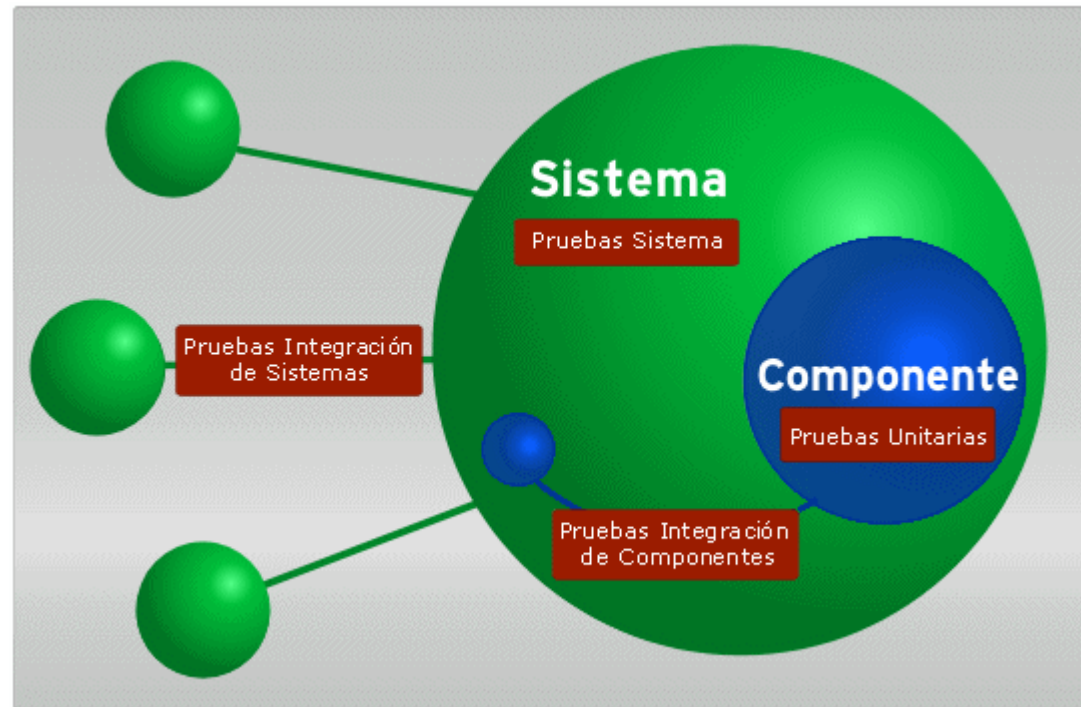 Sistema
Pruebas Sistema
Pruebas Integración
de Sistemas
Componente
Pruebas Unitarias
Pruebas Integración
de Componentes